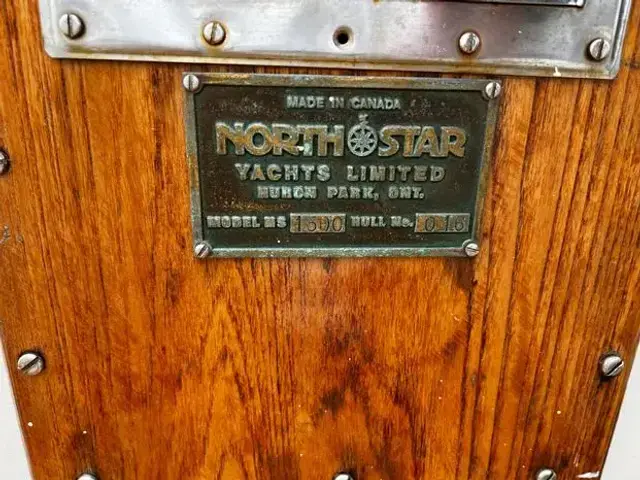 MADE IN CANADA
NORTH STAR
YACHTS LIMITED
HURON PARK, ONT.
MODEL NS 1500 HULL No. 015